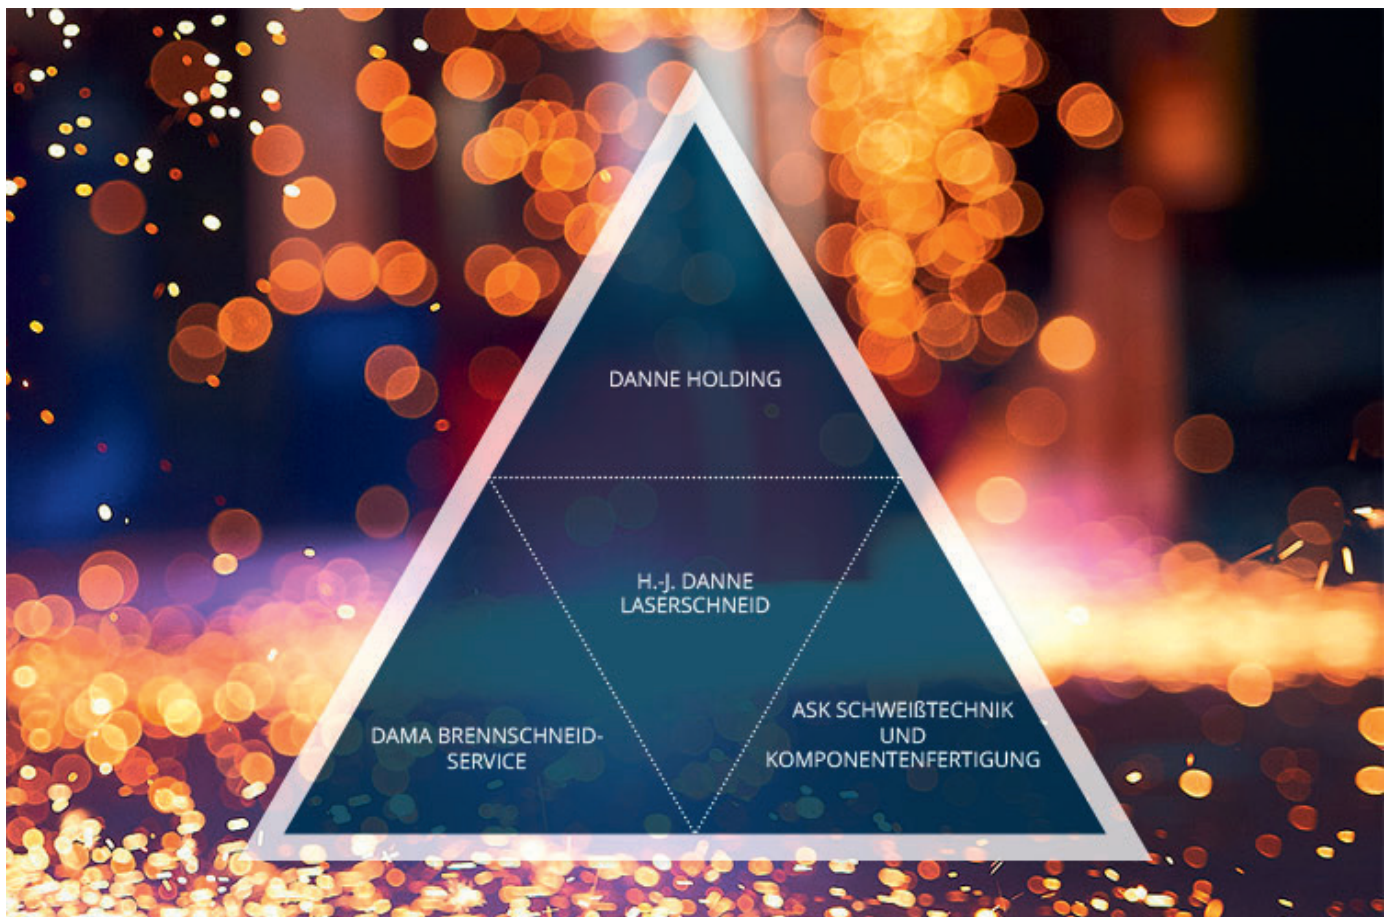 DANNE HOLDING
H.-J. DANNE
LASERSCHNEID
DAMA BRENNSCHNEID-
SERVICE
ASK SCHWEIßTECHNIK
UND
KOMPONENTENFERTIGUNG